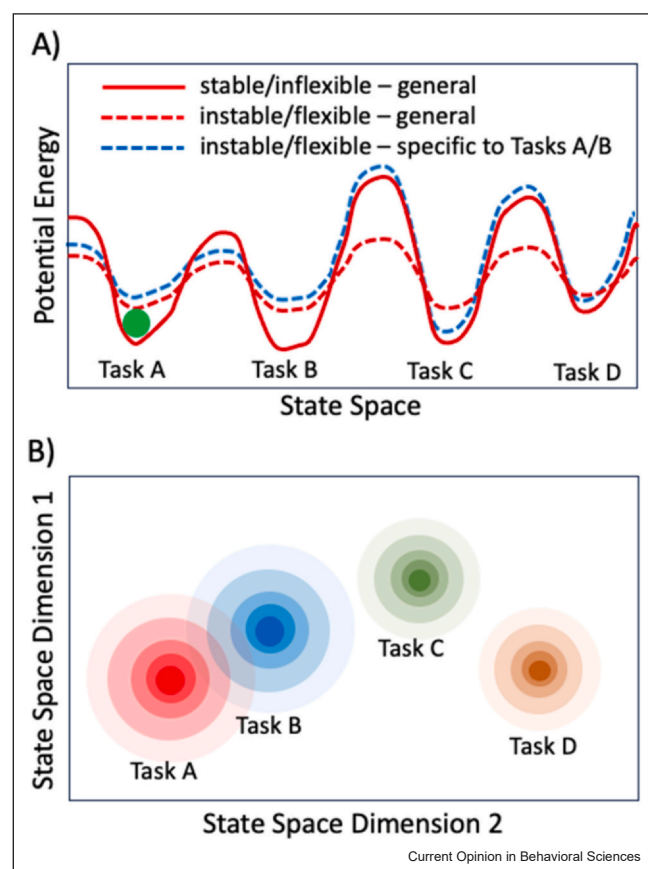 A)
stable/inflexible – general
instable/flexible – general
instable/flexible – specific to Tasks A/B
Potential Energy
Task A
Task B
Task C
Task D
State Space
B)
State Space Dimension 1
Task C
Task B
Task D
Task A
State Space Dimension 2
Current Opinion in Behavioral Sciences